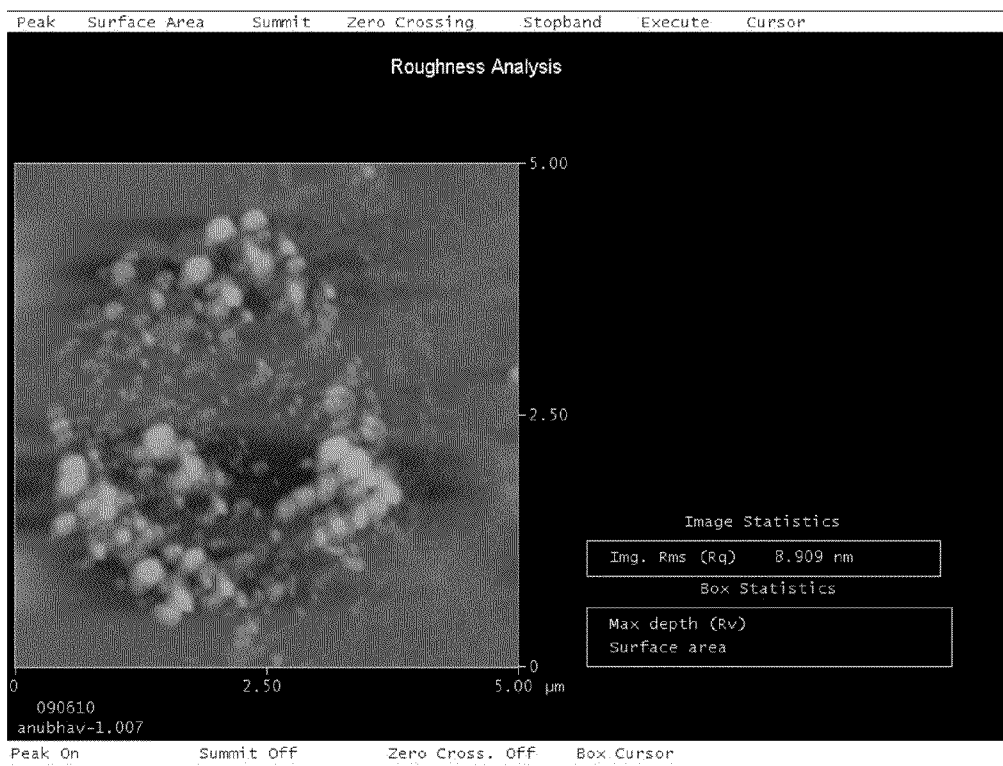 Peak Surface Area Summit Zero Crossing Stopband Execute Cursor
Roughness Analysis
5.00
2.50
Image Statistics
Img. Rms (Rq) 8.909 nm
Box Statistics
Max depth (Rv)
Surface area
0
0 2.50 5.00 µm
090610
anubhav-1.007
Peak On Summit Off Zero Cross. Off Box Cursor